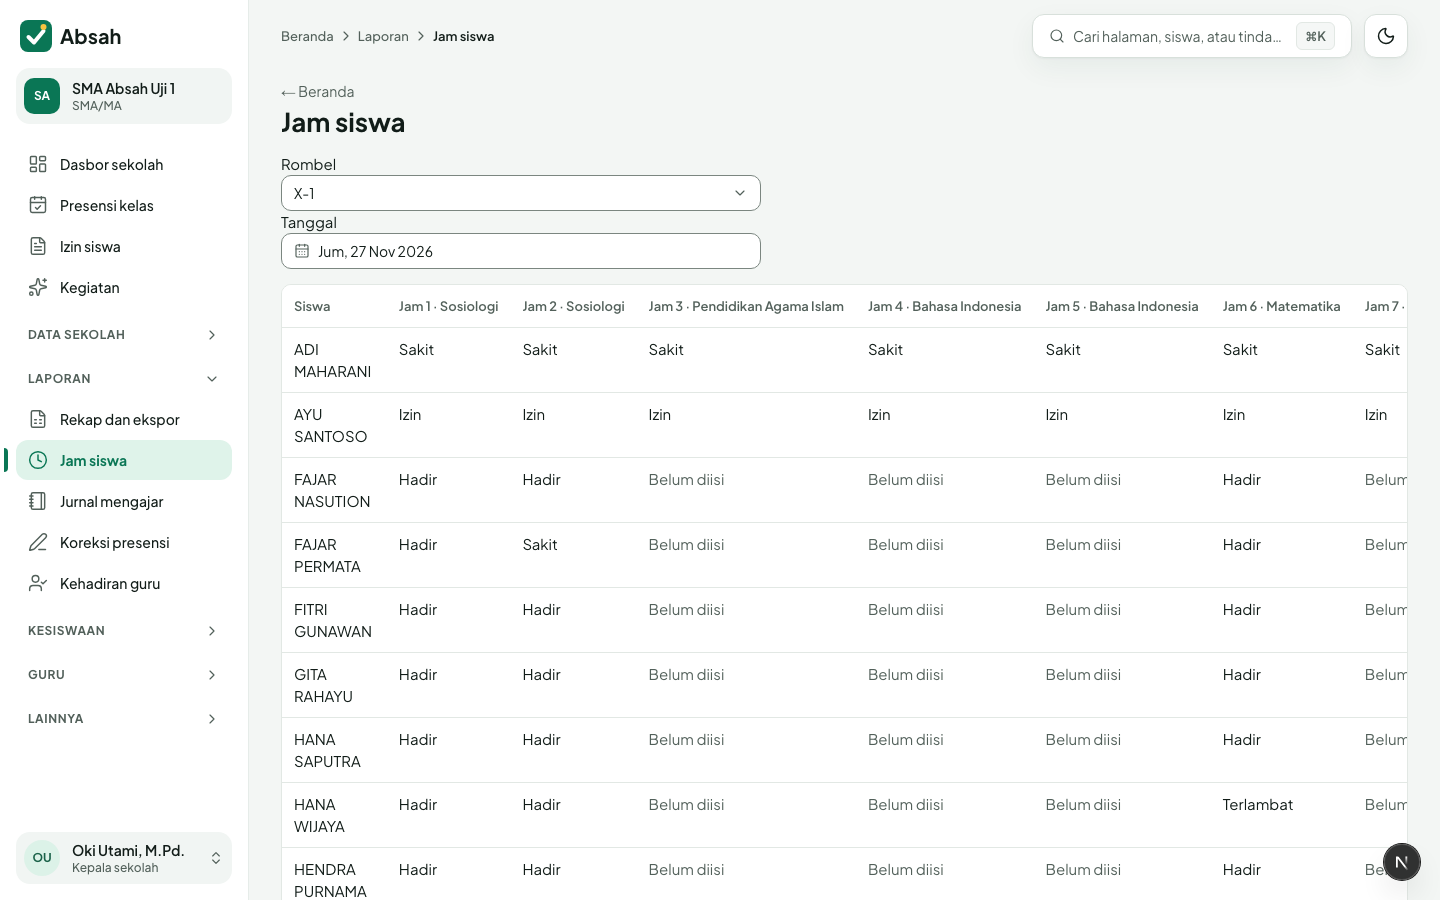 Absah
SA
SMA Absah Uji 1
SMA/MA
Dasbor sekolah
Presensi kelas
Izin siswa
Kegiatan
DATA SEKOLAH
LAPORAN
Rekap dan ekspor
Jam siswa
Jurnal mengajar
Koreksi presensi
Kehadiran guru
KESISWAAN
GURU
LAINNYA
OU
Oki Utami, M.Pd.
Kepala sekolah
Beranda > Laporan > Jam siswa
Cari halaman, siswa, atau tinda... ⌘K
← Beranda
Jam siswa
Rombel
X-1
Tanggal
Jum, 27 Nov 2026
Siswa Jam 1 · Sosiologi Jam 2 · Sosiologi Jam 3 · Pendidikan Agama Islam Jam 4 · Bahasa Indonesia Jam 5 · Bahasa Indonesia Jam 6 · Matematika Jam 7 ·
ADI MAHARANI Sakit Sakit Sakit Sakit Sakit Sakit Sakit
AYU SANTOSO Izin Izin Izin Izin Izin Izin Izin
FAJAR NASUTION Hadir Hadir Belum diisi Belum diisi Belum diisi Hadir Belum
FAJAR PERMATA Hadir Sakit Belum diisi Belum diisi Belum diisi Hadir Belum
FITRI GUNAWAN Hadir Hadir Belum diisi Belum diisi Belum diisi Hadir Belum
GITA RAHAYU Hadir Hadir Belum diisi Belum diisi Belum diisi Hadir Belum
HANA SAPUTRA Hadir Hadir Belum diisi Belum diisi Belum diisi Hadir Belum
HANA WIJAYA Hadir Hadir Belum diisi Belum diisi Belum diisi Terlambat Belum
HENDRA PURNAMA Hadir Hadir Belum diisi Belum diisi Belum diisi Hadir
N